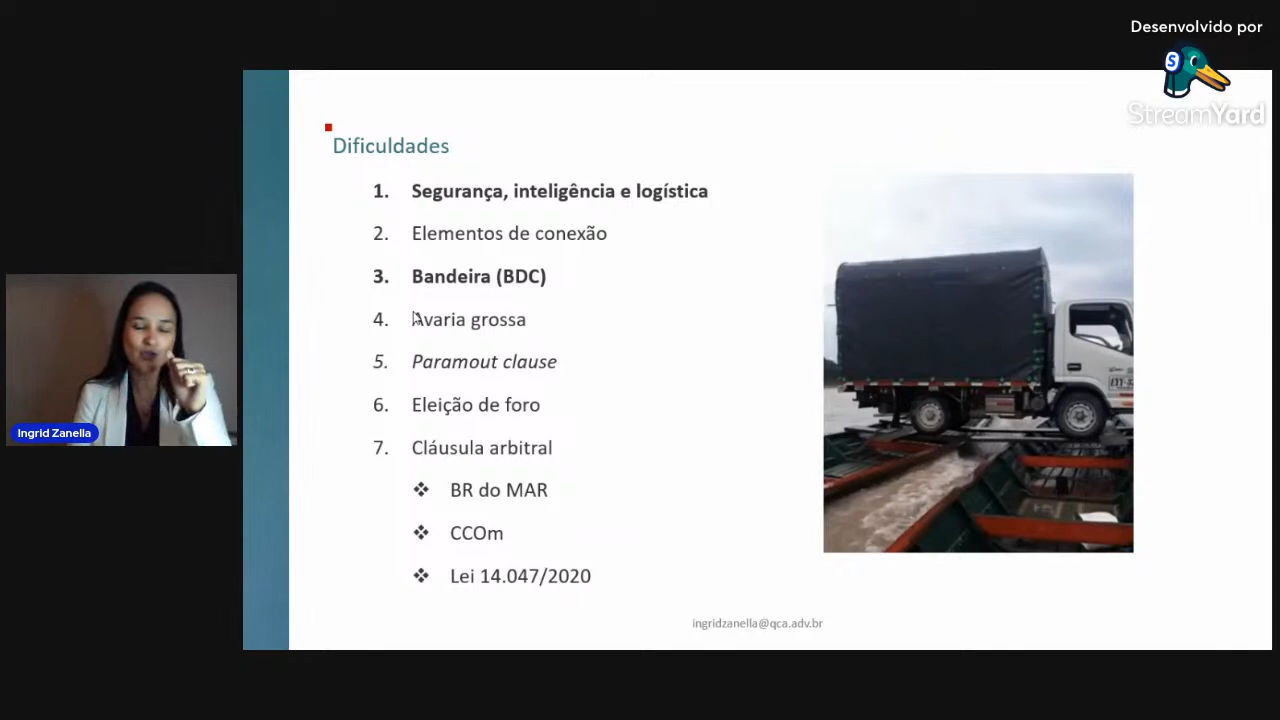 Desenvolvido por
StreamYard
Dificuldades
1. Segurança, inteligência e logística
2. Elementos de conexão
3. Bandeira (BDC)
4. Avaria grossa
5. Paramout clause
6. Eleição de foro
7. Cláusula arbitral
❖ BR do MAR
❖ CCOm
❖ Lei 14.047/2020
Ingrid Zanella
ingridzanella@qca.adv.br